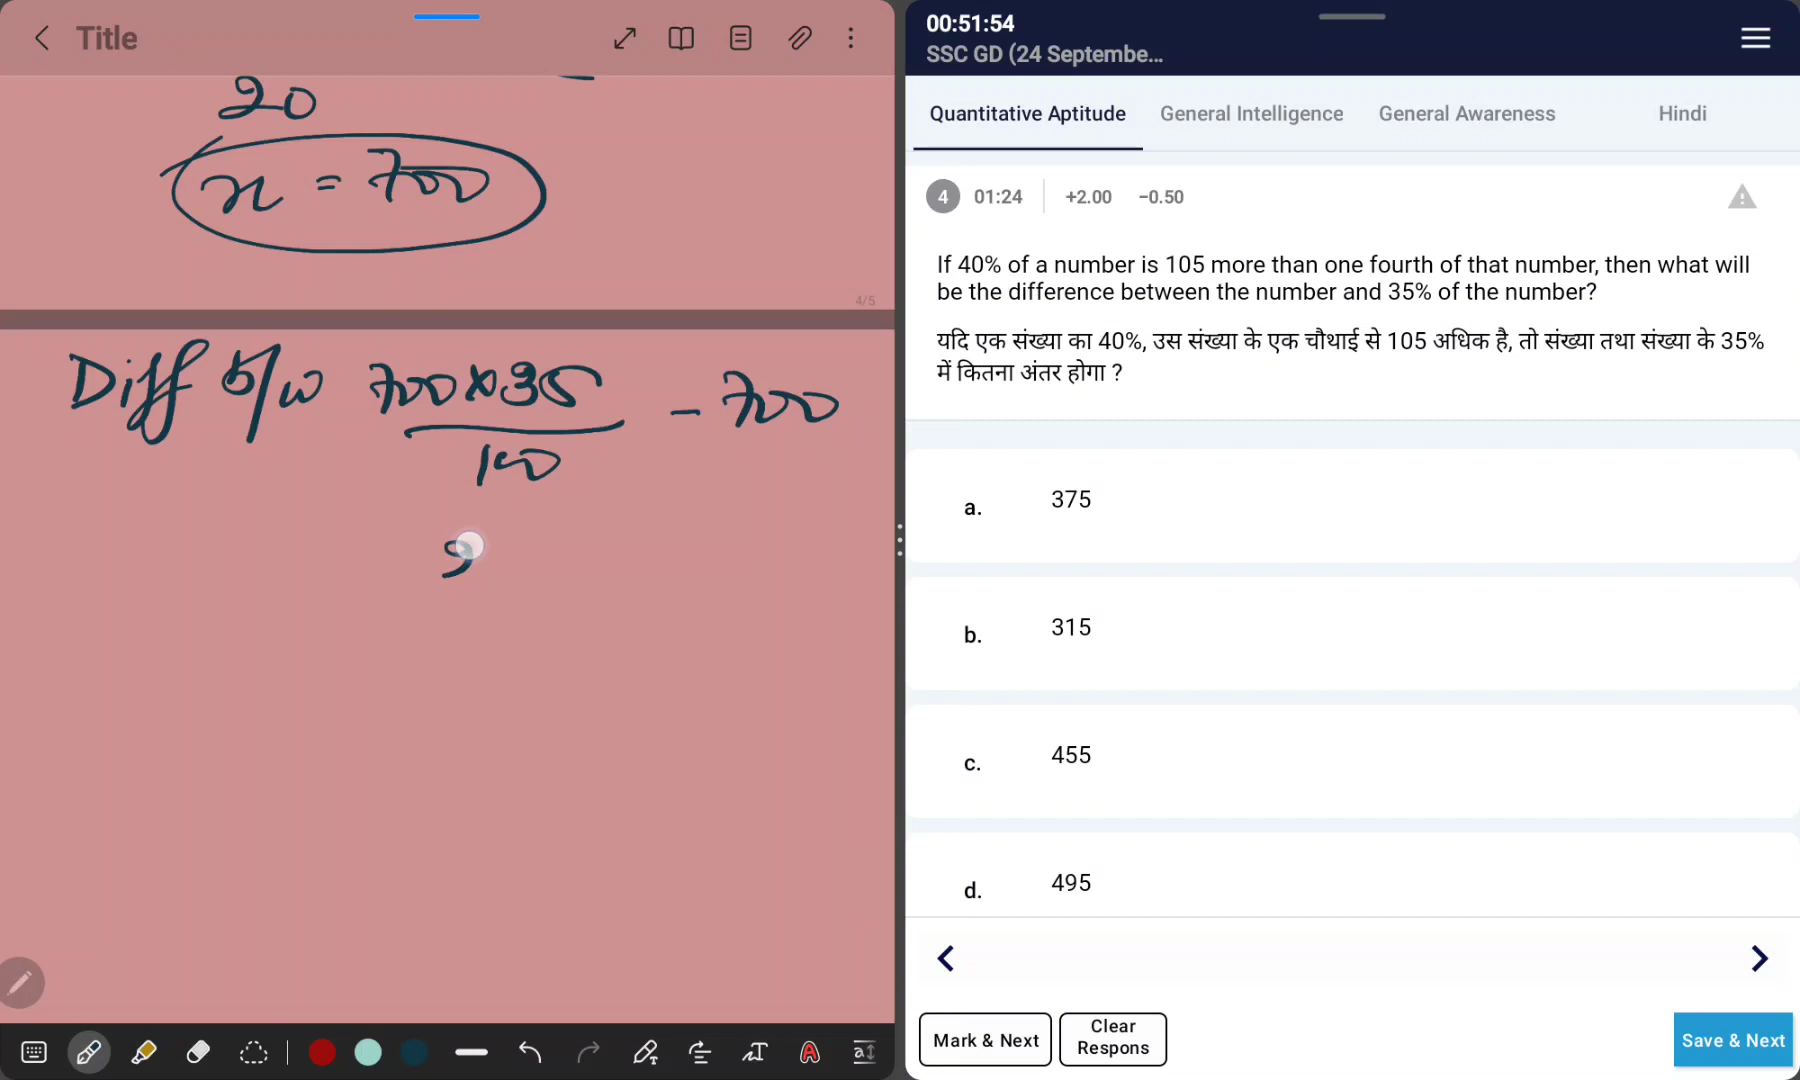 Title
20
x = 700
4/5
Diff b/w 700×35 - 700
100
00:51:54
SSC GD (24 Septembe...
Quantitative Aptitude General Intelligence General Awareness Hindi
4 01:24 +2.00 −0.50
If 40% of a number is 105 more than one fourth of that number, then what will
be the difference between the number and 35% of the number?
यदि एक संख्या का 40%, उस संख्या के एक चौथाई से 105 अधिक है, तो संख्या तथा संख्या के 35%
में कितना अंतर होगा ?
a. 375
b. 315
c. 455
d. 495
Mark & Next
Clear
Respons
Save & Next